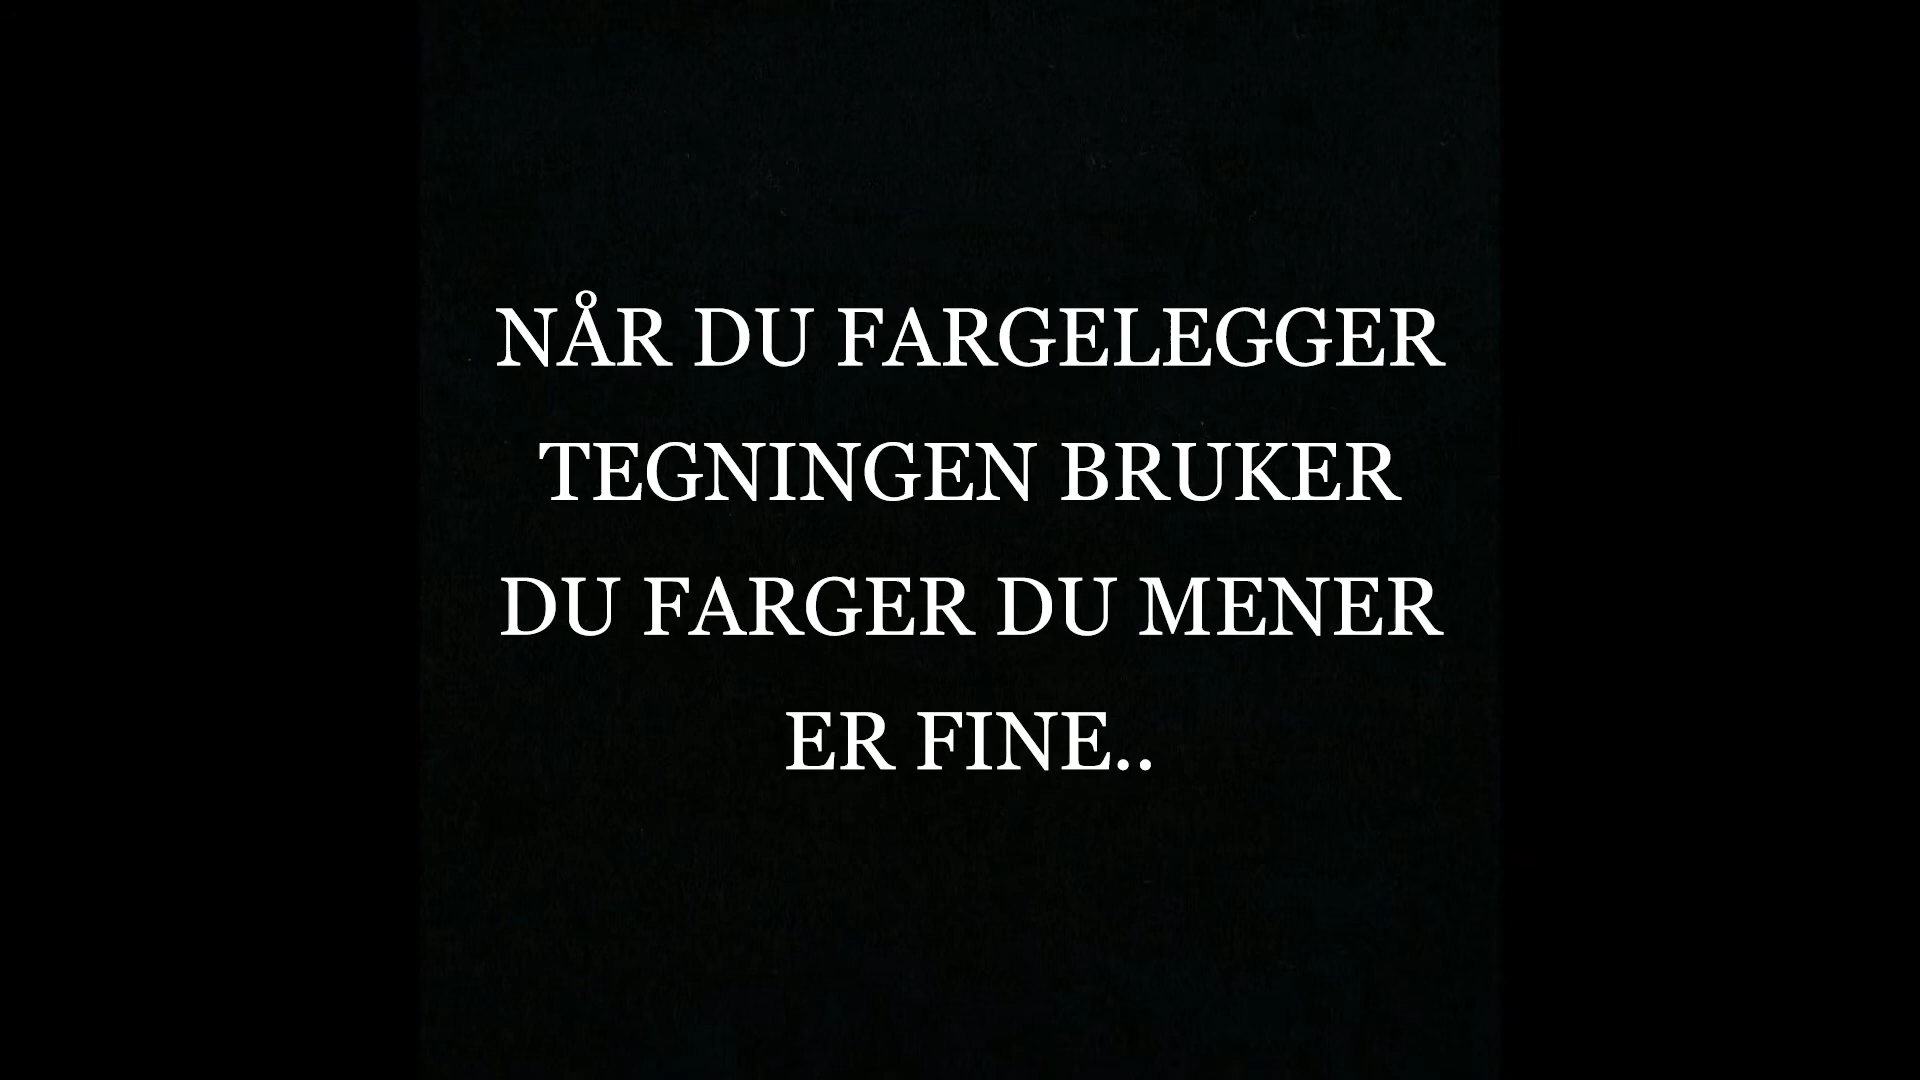 NÅR DU FARGELEGGER
TEGNINGEN BRUKER
DU FARGER DU MENER
ER FINE..